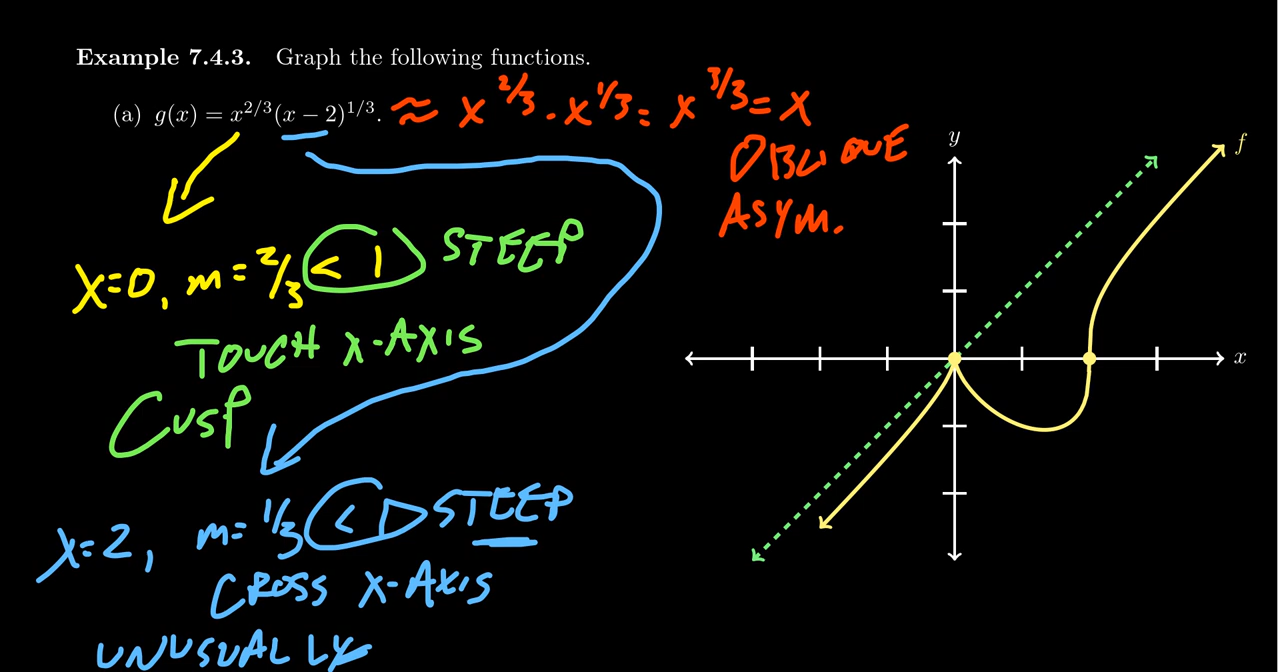 Example 7.4.3. Graph the following functions.
(a) g(x) = x^{2/3}(x − 2)^{1/3}. ≈ x^{2/3} · x^{1/3} = x^{3/3} = x
OBLIQUE
ASYM.
x=0, m = 2/3 < 1 STEEP
TOUCH X-AXIS
CUSP
x=2, m= 1/3 < 1 STEEP
CROSS X-AXIS
UNUSUALLY
y
f
x